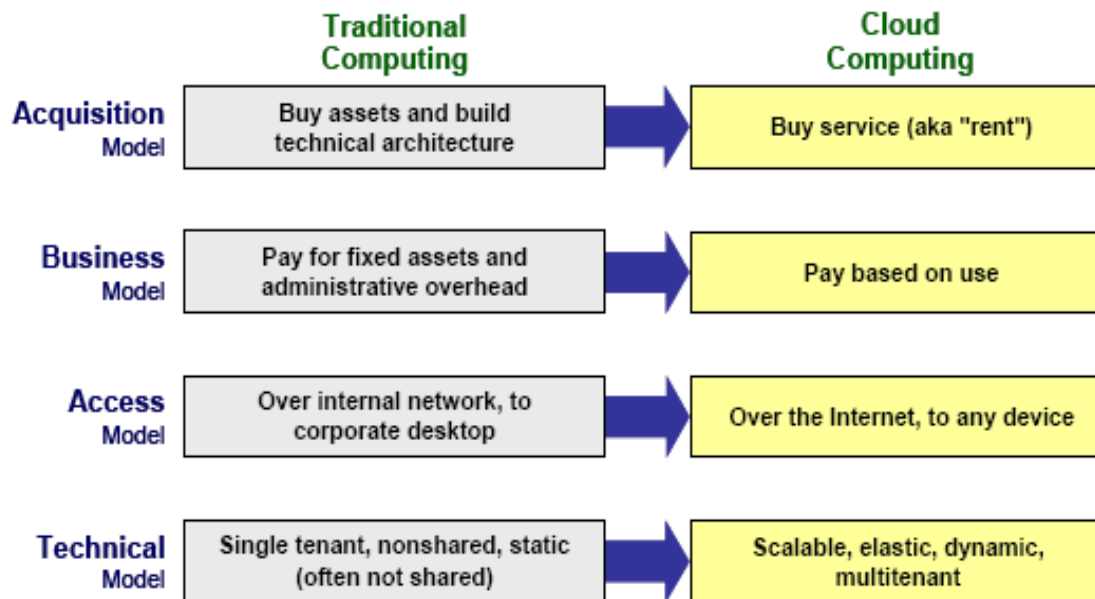 Traditional
Computing
Cloud
Computing
Acquisition
Model
Buy assets and build
technical architecture
Buy service (aka "rent")
Business
Model
Pay for fixed assets and
administrative overhead
Pay based on use
Access
Model
Over internal network, to
corporate desktop
Over the Internet, to any device
Technical
Model
Single tenant, nonshared, static
(often not shared)
Scalable, elastic, dynamic,
multitenant